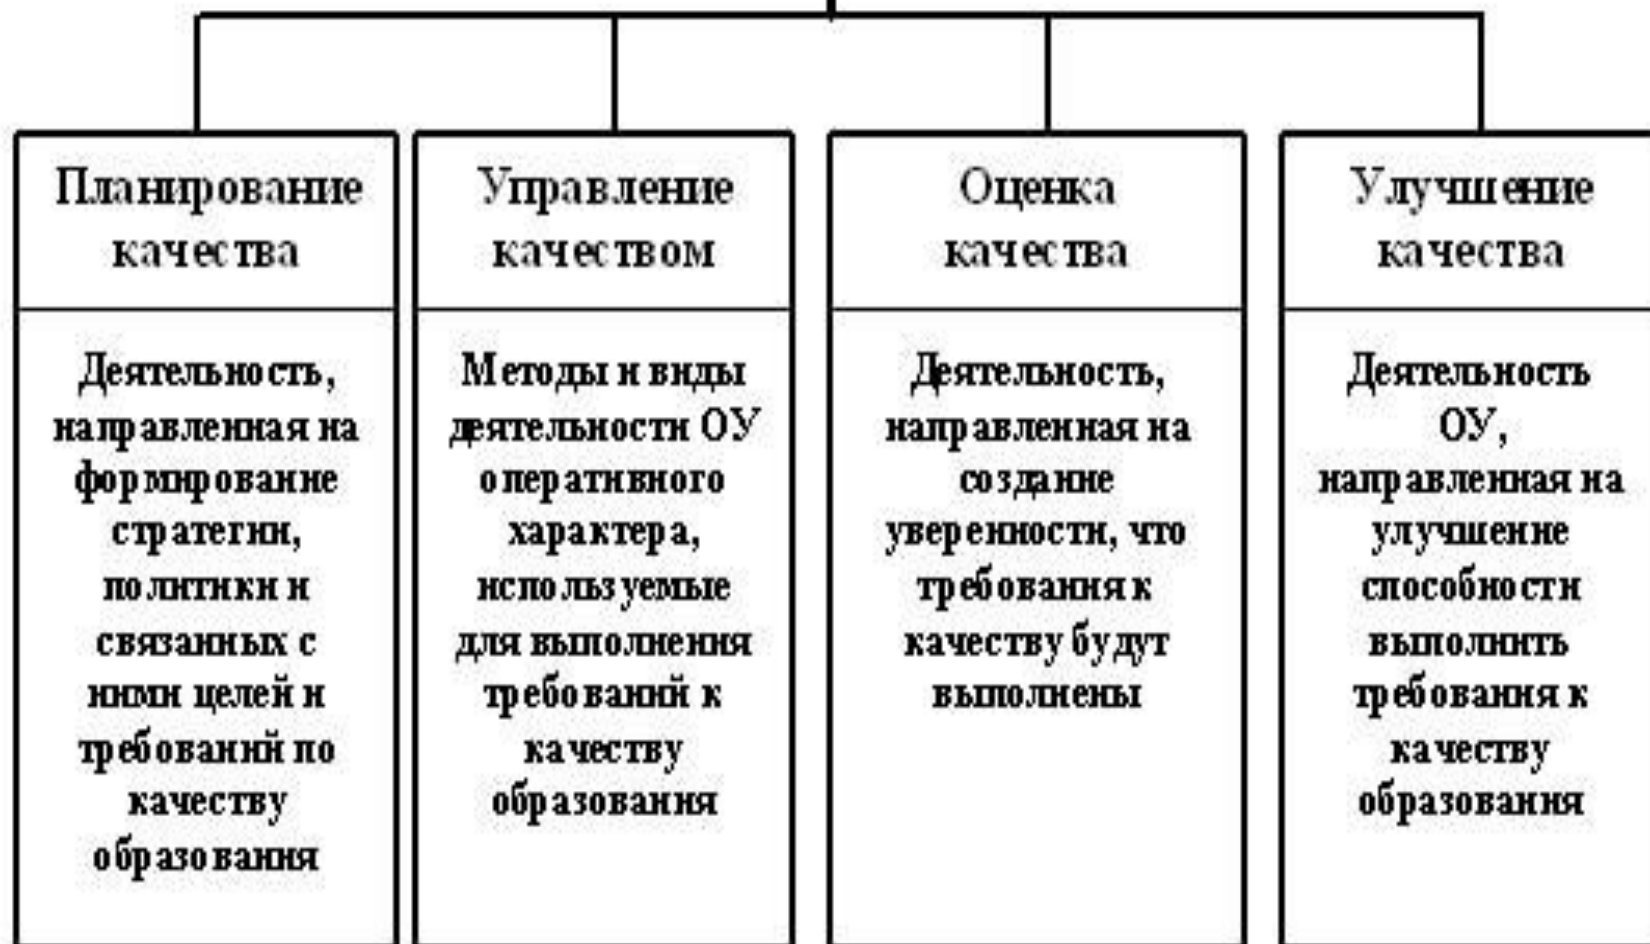 Планирование
качества
Деятельность,
направленная на
формирование
стратегии,
политики и
связанных с
ними целей и
требований по
качеству
образования
Управление
качеством
Методы и виды
деятельности ОУ
оперативного
характера,
используемые
для выполнения
требований к
качеству
образования
Оценка
качества
Деятельность,
направленная на
создание
уверенности, что
требования к
качеству будут
выполнены
Улучшение
качества
Деятельность
ОУ,
направленная на
улучшение
способности
выполнить
требования к
качеству
образования